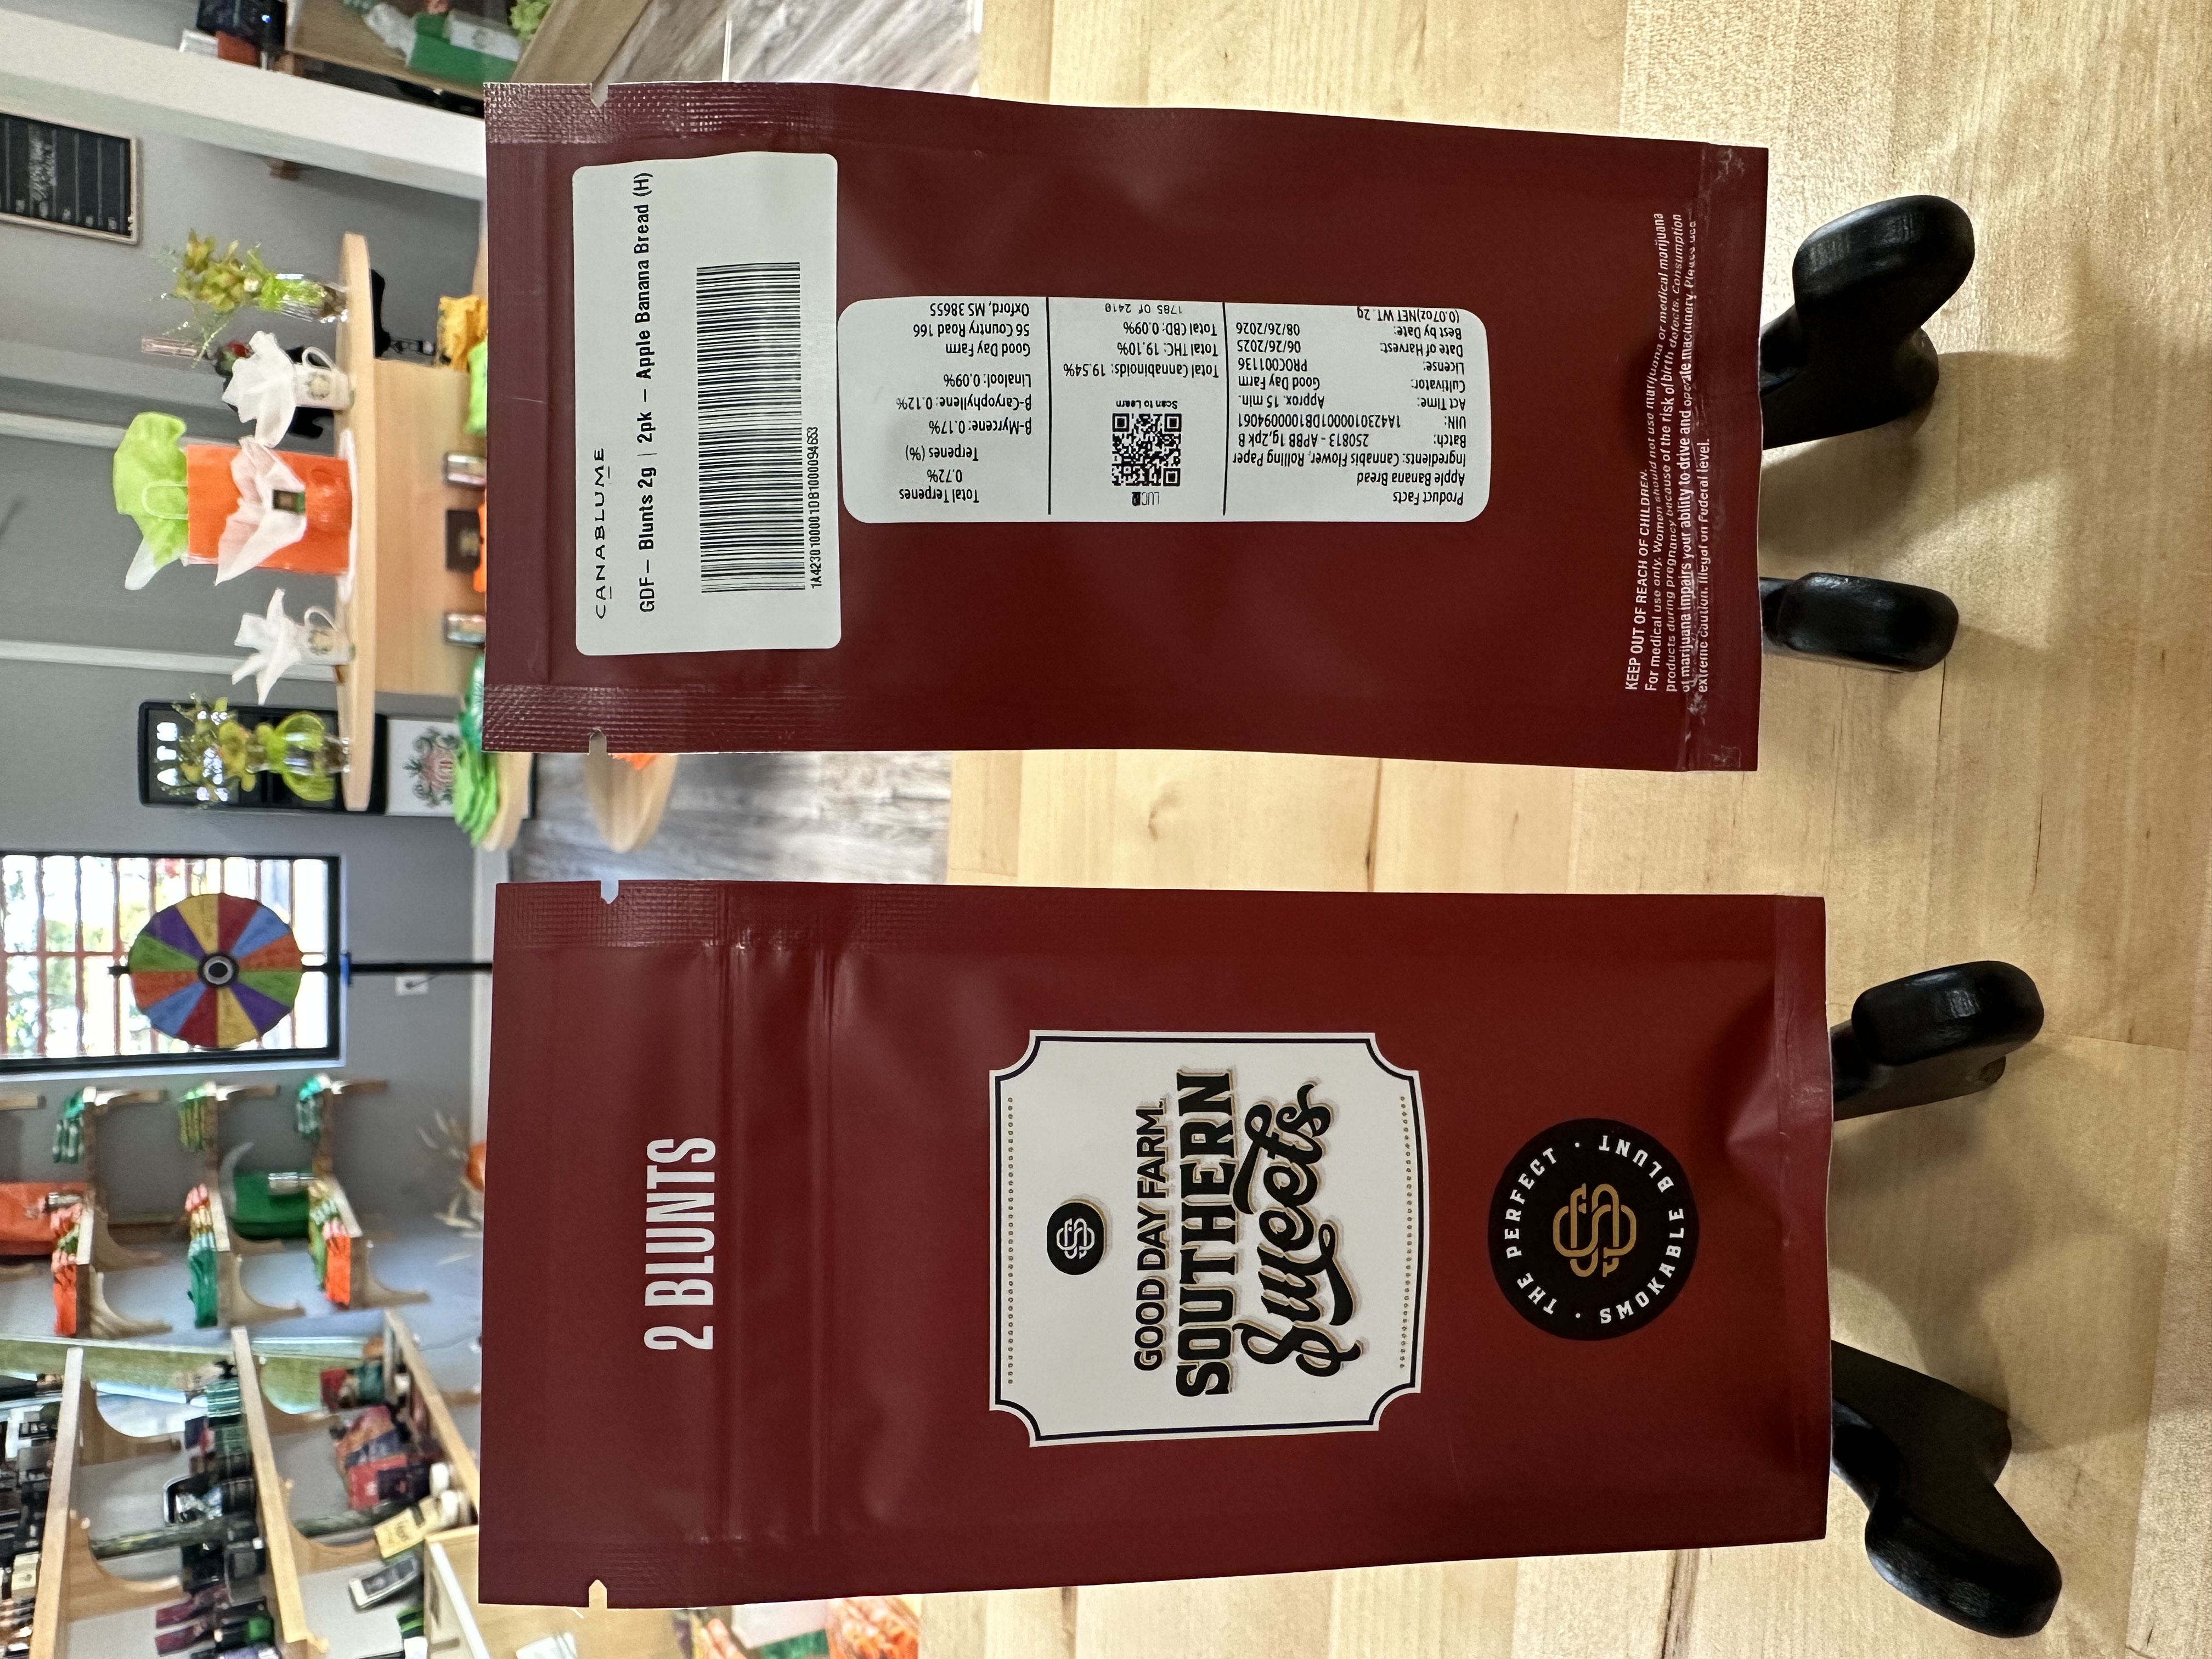 2 BLUNTS
GOOD DAY FARM
SOUTHERN
Sweets
THE PERFECT · SMOKABLE BLUNT ·
CANABLUME
GDF— Blunts 2g | 2pk — Apple Banana Bread (H)
Product Facts
Apple Banana Bread
Ingredients: Cannabis Flower, Rolling Paper
Batch: 250813 - APBB 1g,2pk B
UIN: 1A4230100001DB1000094061
Act Time: Approx. 15 min.
Cultivator: Good Day Farm
License: PROC001136
Date of Harvest: 06/26/2025
Best by Date: 08/26/2026
(0.07oz)NET WT. 2g
Scan to Learn
Total Cannabinoids: 19.54%
Total THC: 19.10%
Total CBD: 0.09%
1785 OF 2410
Total Terpenes
0.72%
Terpenes (%)
β-Myrcene: 0.17%
β-Caryophyllene: 0.12%
Linalool: 0.09%
Good Day Farm
56 Country Road 166
Oxford, MS 38655
KEEP OUT OF REACH OF CHILDREN.
For medical use only. Women should not use marijuana or medical marijuana
products during pregnancy because of the risk of birth defects. Consumption
of marijuana impairs your ability to drive and operate machinery. Please use
extreme caution. Illegal on Federal level.
ATM